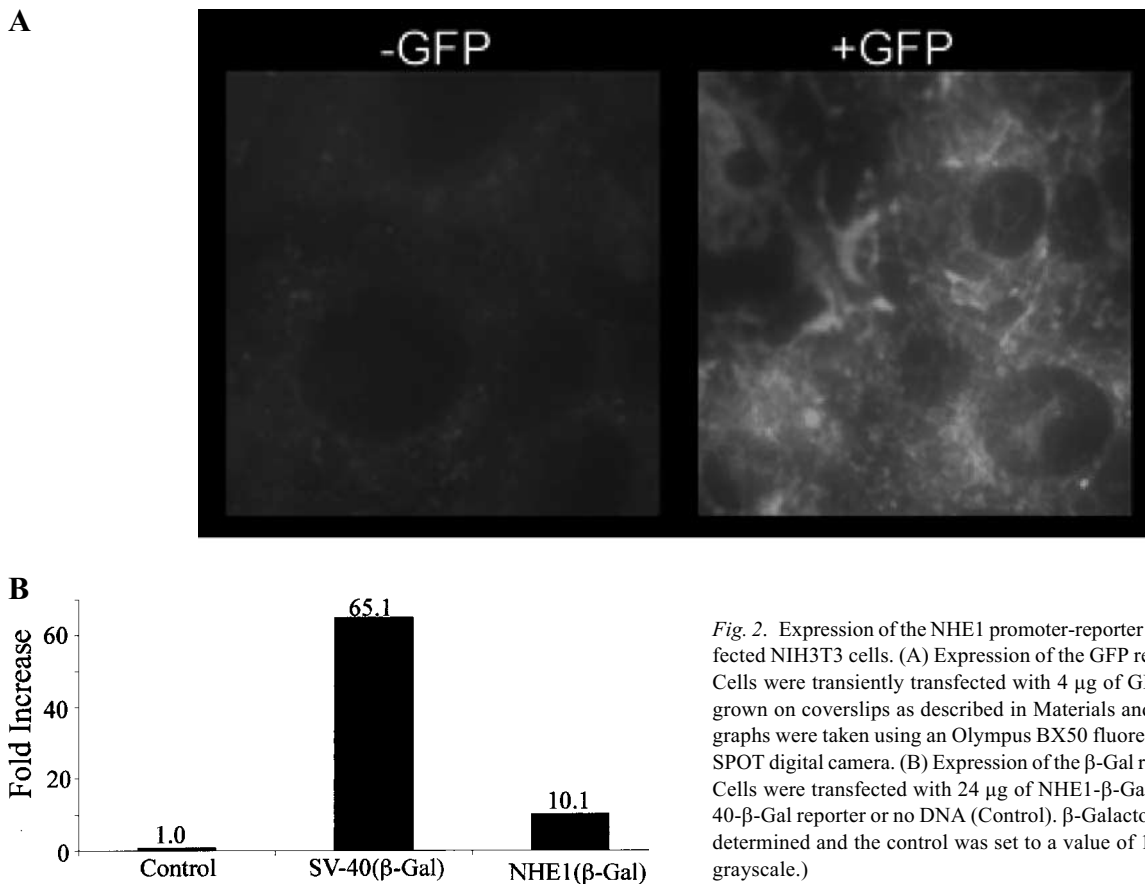 A
-GFP
+GFP
B
Fold Increase
60
40
20
0
1.0
65.1
10.1
Control
SV-40(β-Gal)
NHE1(β-Gal)
Fig. 2. Expression of the NHE1 promoter-reporter
fected NIH3T3 cells. (A) Expression of the GFP re
Cells were transiently transfected with 4 μg of G
grown on coverslips as described in Materials and
graphs were taken using an Olympus BX50 fluore
SPOT digital camera. (B) Expression of the β-Gal r
Cells were transfected with 24 μg of NHE1-β-Ga
40-β-Gal reporter or no DNA (Control). β-Galacto
determined and the control was set to a value of 1
grayscale.)